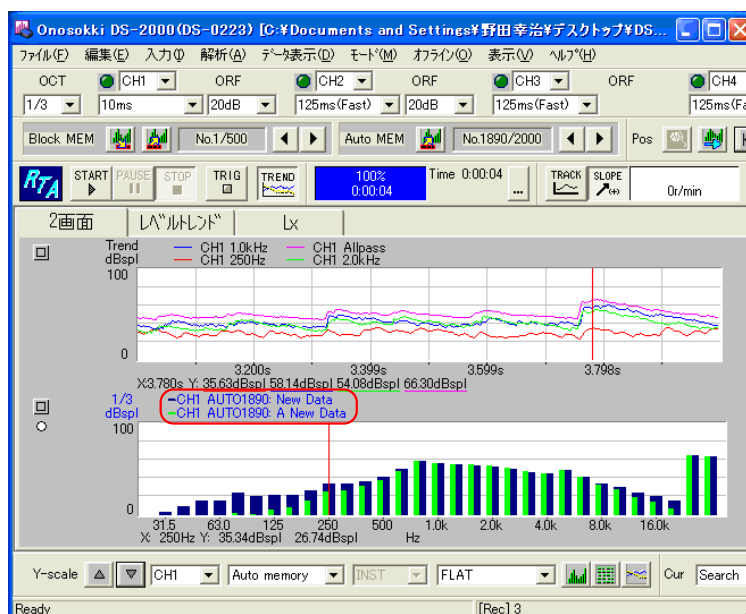 Onosokki DS-2000(DS-0223) [C:¥Documents and Settings¥野田幸治¥デスクトップ¥DS...
ファイル(F) 編集(E) 入力(I) 解析(A) データ表示(D) モード(M) オフライン(O) 表示(V) ヘルプ(H)
OCT CH1 ORF CH2 ORF CH3 ORF CH4
1/3 10ms 20dB 125ms(Fast) 20dB 125ms(Fast) 125ms(Fa
Block MEM No.1/500 Auto MEM No.1890/2000 Pos
RTA START PAUSE STOP TRIG TREND 100% 0:00:04 Time 0:00:04 ... TRACK SLOPE (+) 0r/min
2画面 レベルトレンド Lx
Trend CH1 1.0kHz CH1 Allpass
dBspl CH1 250Hz CH1 2.0kHz
100
0
3.200s 3.399s 3.599s 3.798s
X:3.780s Y: 35.63dBspl 58.14dBspl 54.08dBspl 66.30dBspl
1/3 CH1 AUTO1890: New Data
dBspl CH1 AUTO1890: A New Data
100
0
31.5 63.0 125 250 500 1.0k 2.0k 4.0k 8.0k 16.0k
X: 250Hz Y: 35.34dBspl 26.74dBspl Hz
Y-scale CH1 Auto memory INST FLAT Cur Search
Ready [Rec] 3